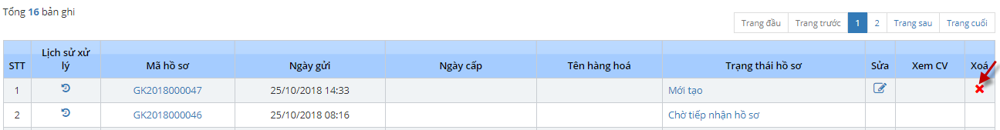 Tổng 16 bản ghi
Trang đầu Trang trước 1 2 Trang sau Trang cuối
STT Lịch sử xử lý Mã hồ sơ Ngày gửi Ngày cấp Tên hàng hoá Trạng thái hồ sơ Sửa Xem CV Xoá
1 GK2018000047 25/10/2018 14:33 Mới tạo
2 GK2018000046 25/10/2018 08:16 Chờ tiếp nhận hồ sơ